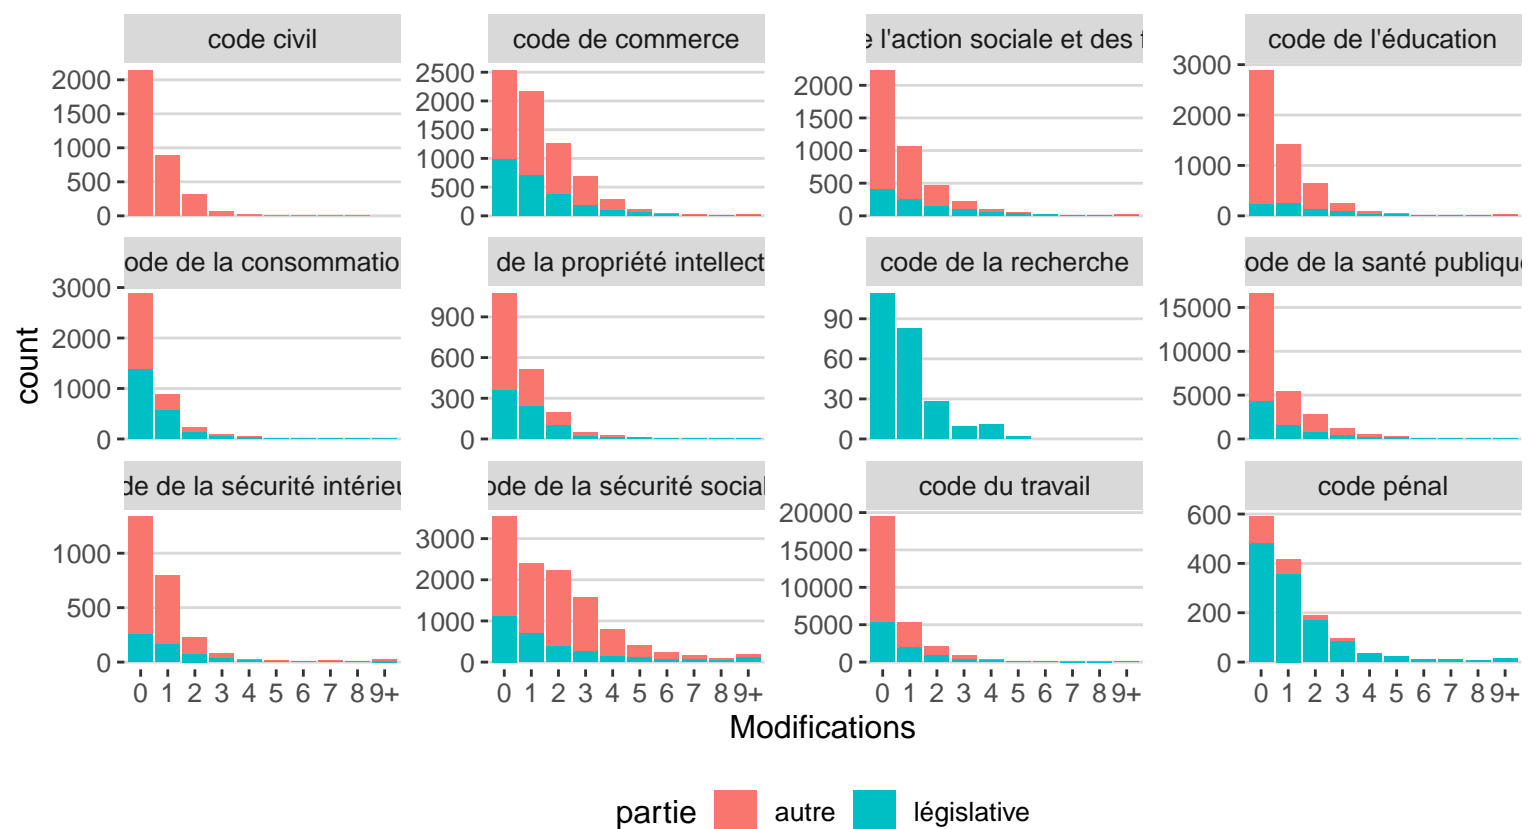 code civil
code de commerce
e l'action sociale et des f
code de l'éducation
2000
1500
1000
500
0
2500
2000
1500
1000
500
0
2000
1500
1000
500
0
3000
2000
1000
0
ode de la consommatio
de la propriété intellect
code de la recherche
ode de la santé publique
3000
2000
1000
0
900
600
300
0
90
60
30
0
15000
10000
5000
0
count
de de la sécurité intérieu
ode de la sécurité social
code du travail
code pénal
1000
500
0
3000
2000
1000
0
20000
15000
10000
5000
0
600
400
200
0
0 1 2 3 4 5 6 7 8 9+
0 1 2 3 4 5 6 7 8 9+
0 1 2 3 4 5 6 7 8 9+
0 1 2 3 4 5 6 7 8 9+
Modifications
partie autre législative